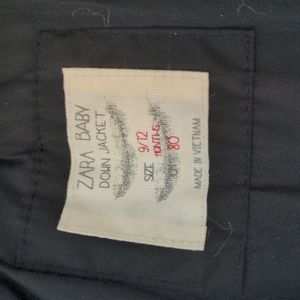 ZARA BABY
DOWN JACKET
SIZE 9/12
MONTHS
80
MADE IN VIETNAM